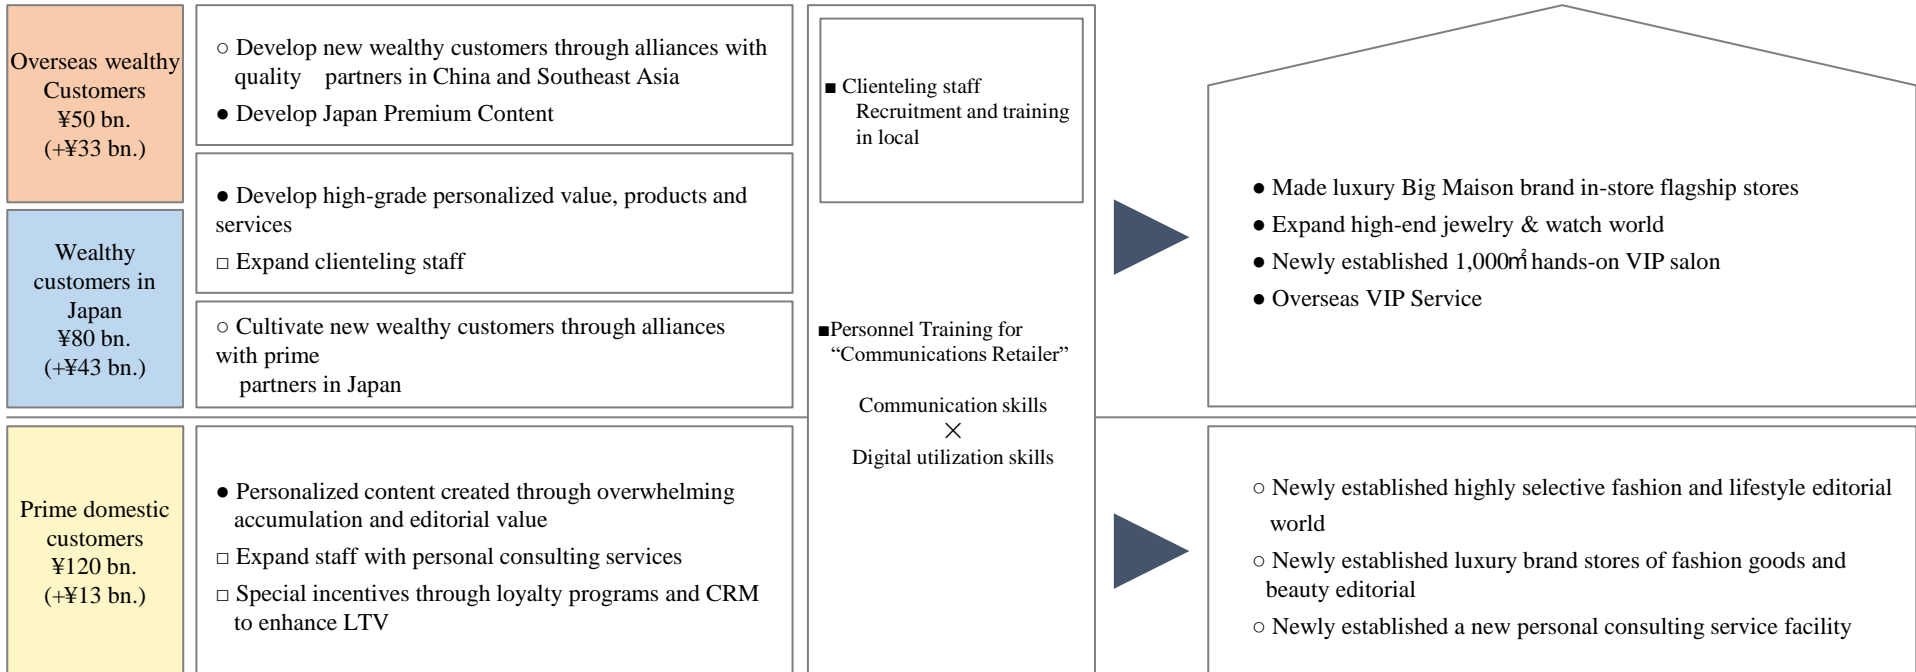 Overseas wealthy
Customers
¥50 bn.
(+¥33 bn.)
○ Develop new wealthy customers through alliances with
quality partners in China and Southeast Asia
● Develop Japan Premium Content
● Develop high-grade personalized value, products and
services
□ Expand clienteling staff
Wealthy
customers in
Japan
¥80 bn.
(+¥43 bn.)
○ Cultivate new wealthy customers through alliances
with prime
partners in Japan
Prime domestic
customers
¥120 bn.
(+¥13 bn.)
● Personalized content created through overwhelming
accumulation and editorial value
□ Expand staff with personal consulting services
□ Special incentives through loyalty programs and CRM
to enhance LTV
■ Clienteling staff
Recruitment and training
in local
■Personnel Training for
“Communications Retailer”
Communication skills
×
Digital utilization skills
● Made luxury Big Maison brand in-store flagship stores
● Expand high-end jewelry & watch world
● Newly established 1,000㎡ hands-on VIP salon
● Overseas VIP Service
○ Newly established highly selective fashion and lifestyle editorial
world
○ Newly established luxury brand stores of fashion goods and
beauty editorial
○ Newly established a new personal consulting service facility